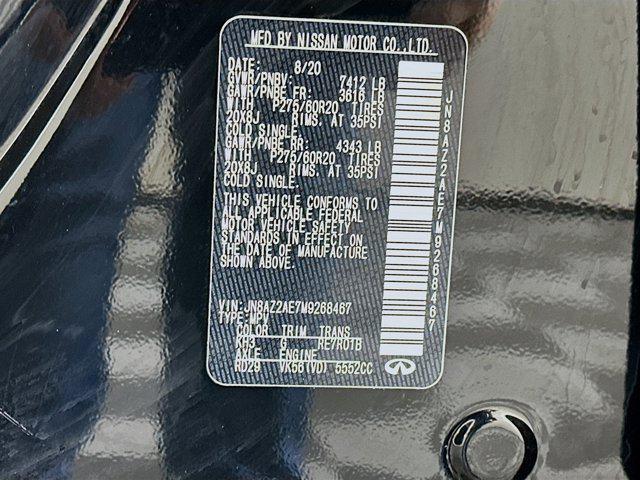 MFD BY NISSAN MOTOR CO.,LTD.
DATE: 8/20
GVWR/PNBV: 7412 LB
GAWR/PNBE FR: 3616 LB
WITH P275/60R20 TIRES
20X8J RIMS. AT 35PSI
COLD SINGLE.
GAWR/PNBE RR: 4343 LB
WITH P275/60R20 TIRES
20X8J RIMS. AT 35PSI
COLD SINGLE.
THIS VEHICLE CONFORMS TO
ALL APPLICABLE FEDERAL
MOTOR VEHICLE SAFETY
STANDARDS IN EFFECT ON
THE DATE OF MANUFACTURE
SHOWN ABOVE.
VIN:JN8AZ2AE7M9268467
TYPE:MPV
COLOR TRIM TRANS
KH3 G RE7R01B
AXLE ENGINE
RD29 VK56(VD) 5552CC
JN8AZ2AE7M9268467